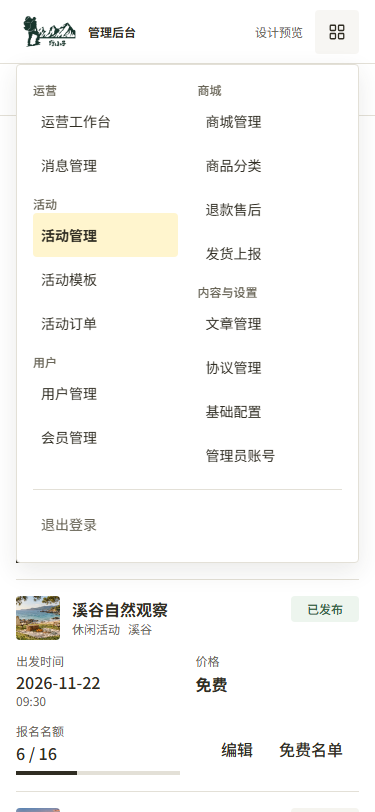 管理后台
设计预览
运营
运营工作台
消息管理
活动
活动管理
活动模板
活动订单
用户
用户管理
会员管理
商城
商城管理
商品分类
退款售后
发货上报
内容与设置
文章管理
协议管理
基础配置
管理员账号
退出登录
溪谷自然观察
已发布
休闲活动 溪谷
出发时间
2026-11-22
09:30
价格
免费
报名名额
6 / 16
编辑
免费名单